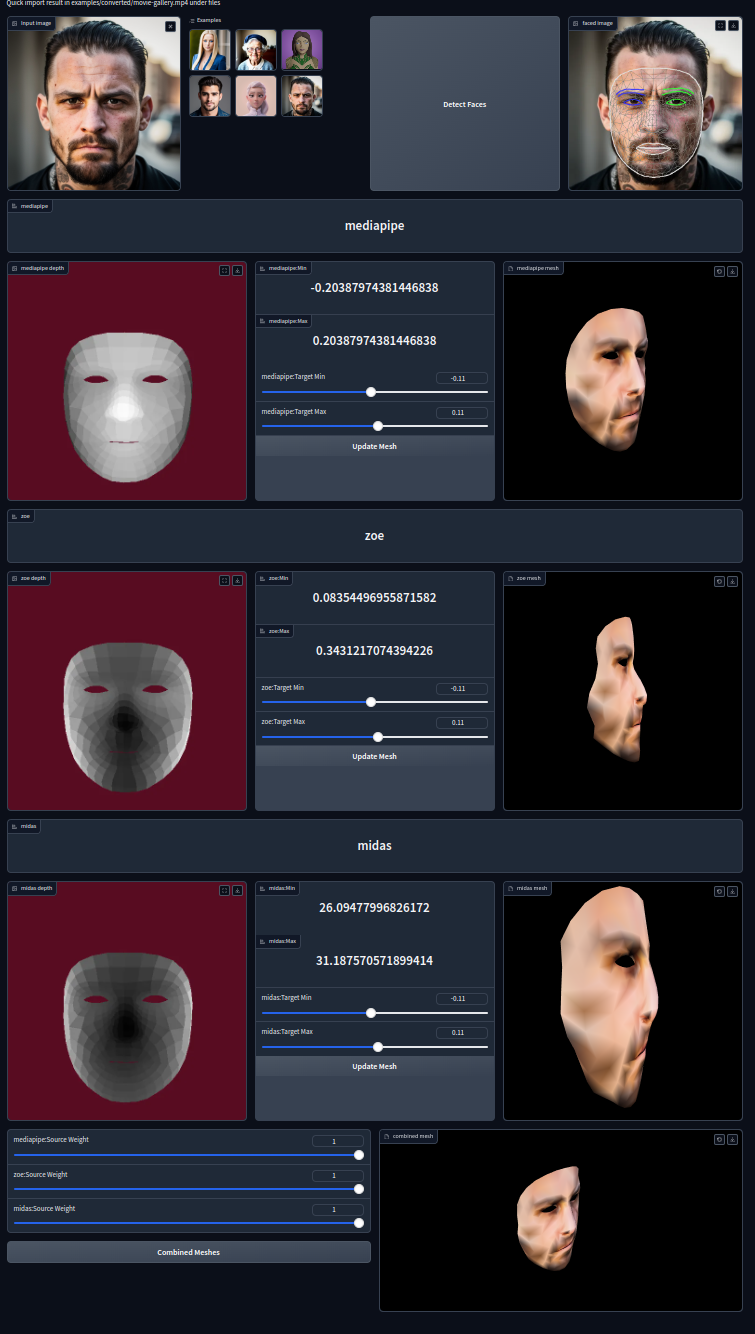 Quick import result in examples/converted/movie-gallery.mp4 under files
Input image
Examples
Detect Faces
faced image
mediapipe
mediapipe
mediapipe depth
mediapipe:Min
-0.20387974381446838
mediapipe:Max
0.20387974381446838
mediapipe:Target Min
-0.11
mediapipe:Target Max
0.11
Update Mesh
mediapipe mesh
zoe
zoe
zoe depth
zoe:Min
0.08354496955871582
zoe:Max
0.3431217074394226
zoe:Target Min
-0.11
zoe:Target Max
0.11
Update Mesh
zoe mesh
midas
midas
midas depth
midas:Min
26.09477996826172
midas:Max
31.187570571899414
midas:Target Min
-0.11
midas:Target Max
0.11
Update Mesh
midas mesh
mediapipe:Source Weight
1
zoe:Source Weight
1
midas:Source Weight
1
Combined Meshes
combined mesh